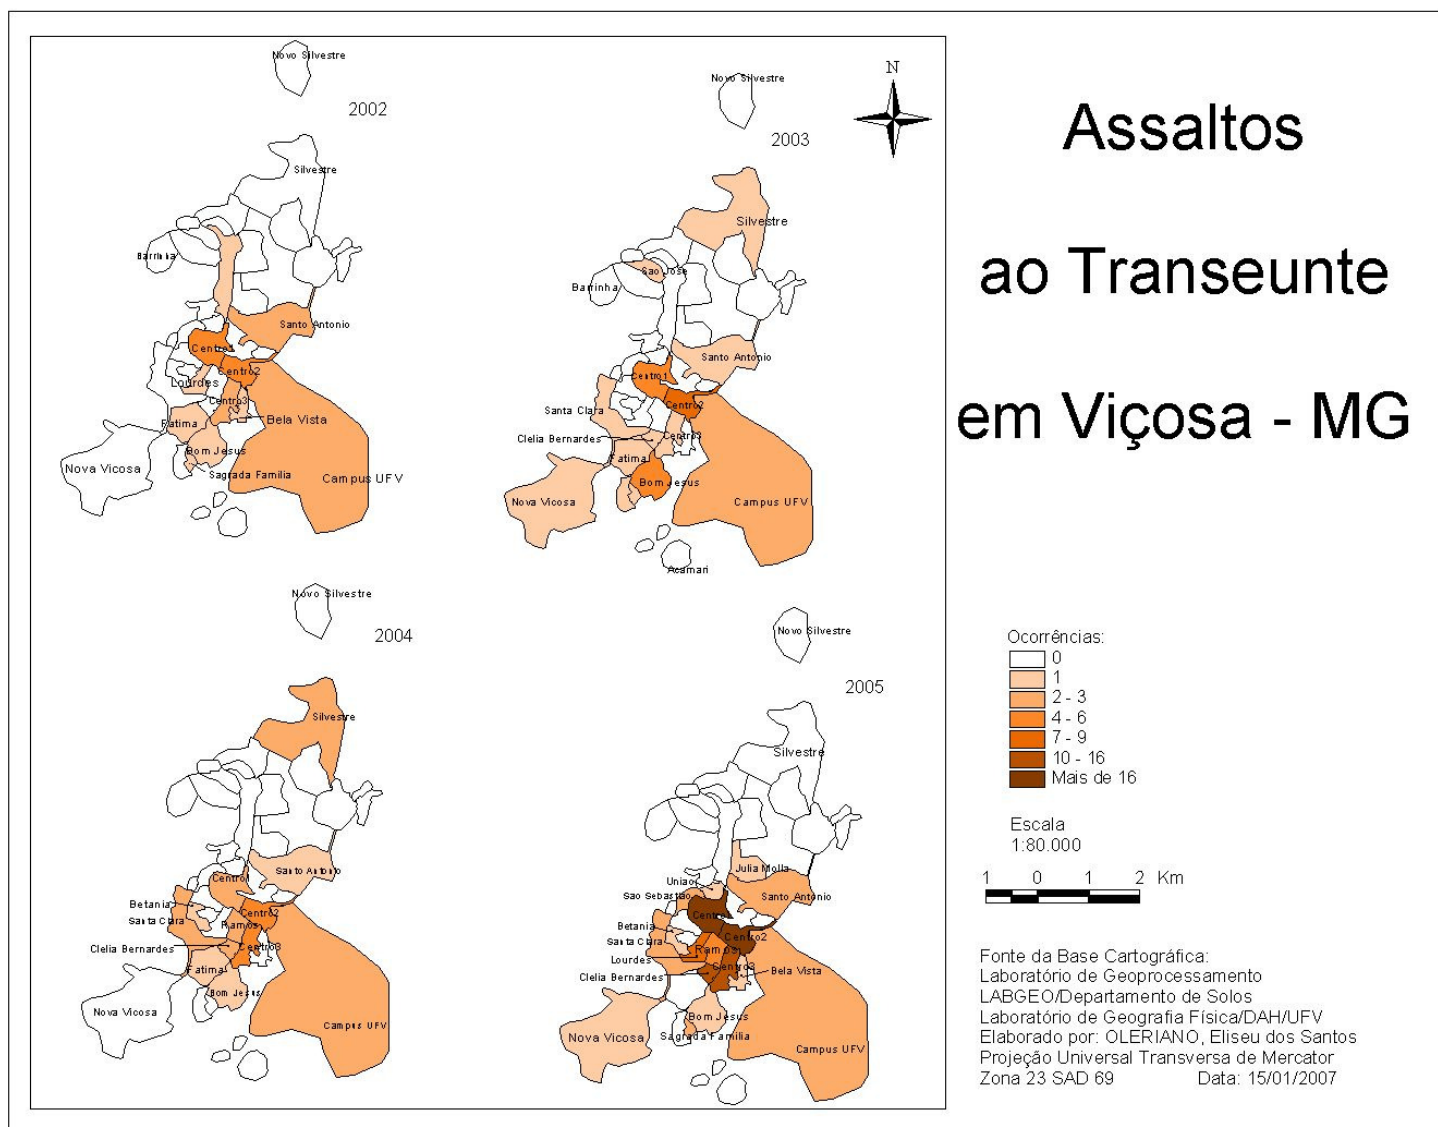 Novo Silvestre
2002
Silvestre
Barrinha
Santo Antonio
Centro1
Centro2
Lourdes
Centro3
Bela Vista
Fatima
Bom Jesus
Nova Vicosa
Sagrada Familia
Campus UFV
Novo Silvestre
2003
N
Silvestre
Sao Jose
Barrinha
Santo Antonio
Centro1
Centro2
Santa Clara
Clelia Bernardes
Centro3
Fatima
Bom Jesus
Nova Vicosa
Campus UFV
Acamari
Novo Silvestre
2004
Silvestre
Santo Antonio
Centro1
Betania
Centro2
Santa Clara
Ramos
Clelia Bernardes
Centro3
Fatima
Bom Jesus
Nova Vicosa
Campus UFV
Novo Silvestre
2005
Silvestre
Julia Molla
Uniao
Sao Sebastiao
Santo Antonio
Centro1
Betania
Centro2
Santa Clara
Ramos
Lourdes
Centro3
Clelia Bernardes
Bela Vista
Bom Jesus
Nova Vicosa
Sagrada Familia
Campus UFV
Assaltos
ao Transeunte
em Viçosa - MG
Ocorrências:
0
1
2 - 3
4 - 6
7 - 9
10 - 16
Mais de 16
Escala
1:80.000
1 0 1 2 Km
Fonte da Base Cartográfica:
Laboratório de Geoprocessamento
LABGEO/Departamento de Solos
Laboratório de Geografia Física/DAH/UFV
Elaborado por: OLERIANO, Eliseu dos Santos
Projeção Universal Transversa de Mercator
Zona 23 SAD 69 Data: 15/01/2007